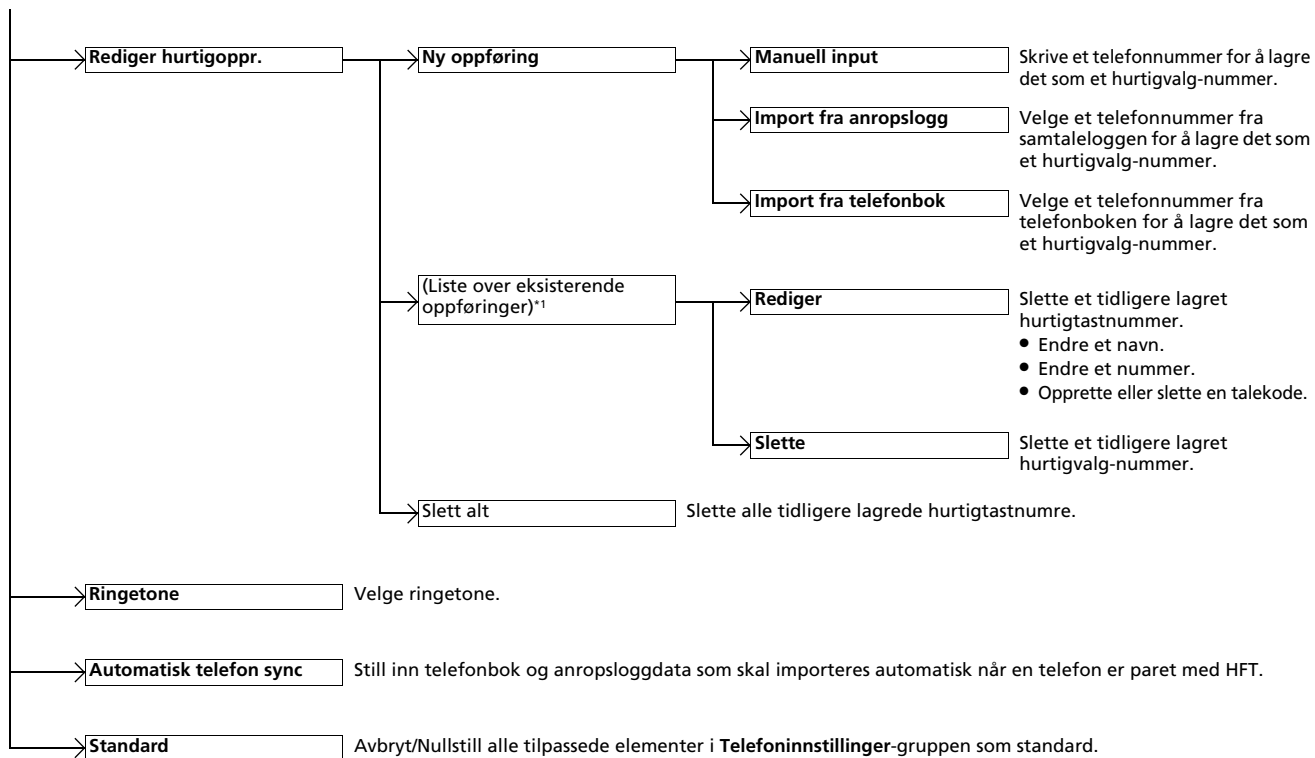 Rediger hurtigoppr.
Ny oppføring
Manuell input
Skrive et telefonnummer for å lagre
det som et hurtigvalg-nummer.
Import fra anropslogg
Velge et telefonnummer fra
samtaleloggen for å lagre det som
et hurtigvalg-nummer.
Import fra telefonbok
Velge et telefonnummer fra
telefonboken for å lagre det som
et hurtigvalg-nummer.
(Liste over eksisterende
oppføringer)*1
Rediger
Slette et tidligere lagret
hurtigtastnummer.
● Endre et navn.
● Endre et nummer.
● Opprette eller slette en talekode.
Slette
Slette et tidligere lagret
hurtigvalg-nummer.
Slett alt
Slette alle tidligere lagrede hurtigtastnumre.
Ringetone
Velge ringetone.
Automatisk telefon sync
Still inn telefonbok og anropsloggdata som skal importeres automatisk når en telefon er paret med HFT.
Standard
Avbryt/Nullstill alle tilpassede elementer i Telefoninnstillinger-gruppen som standard.